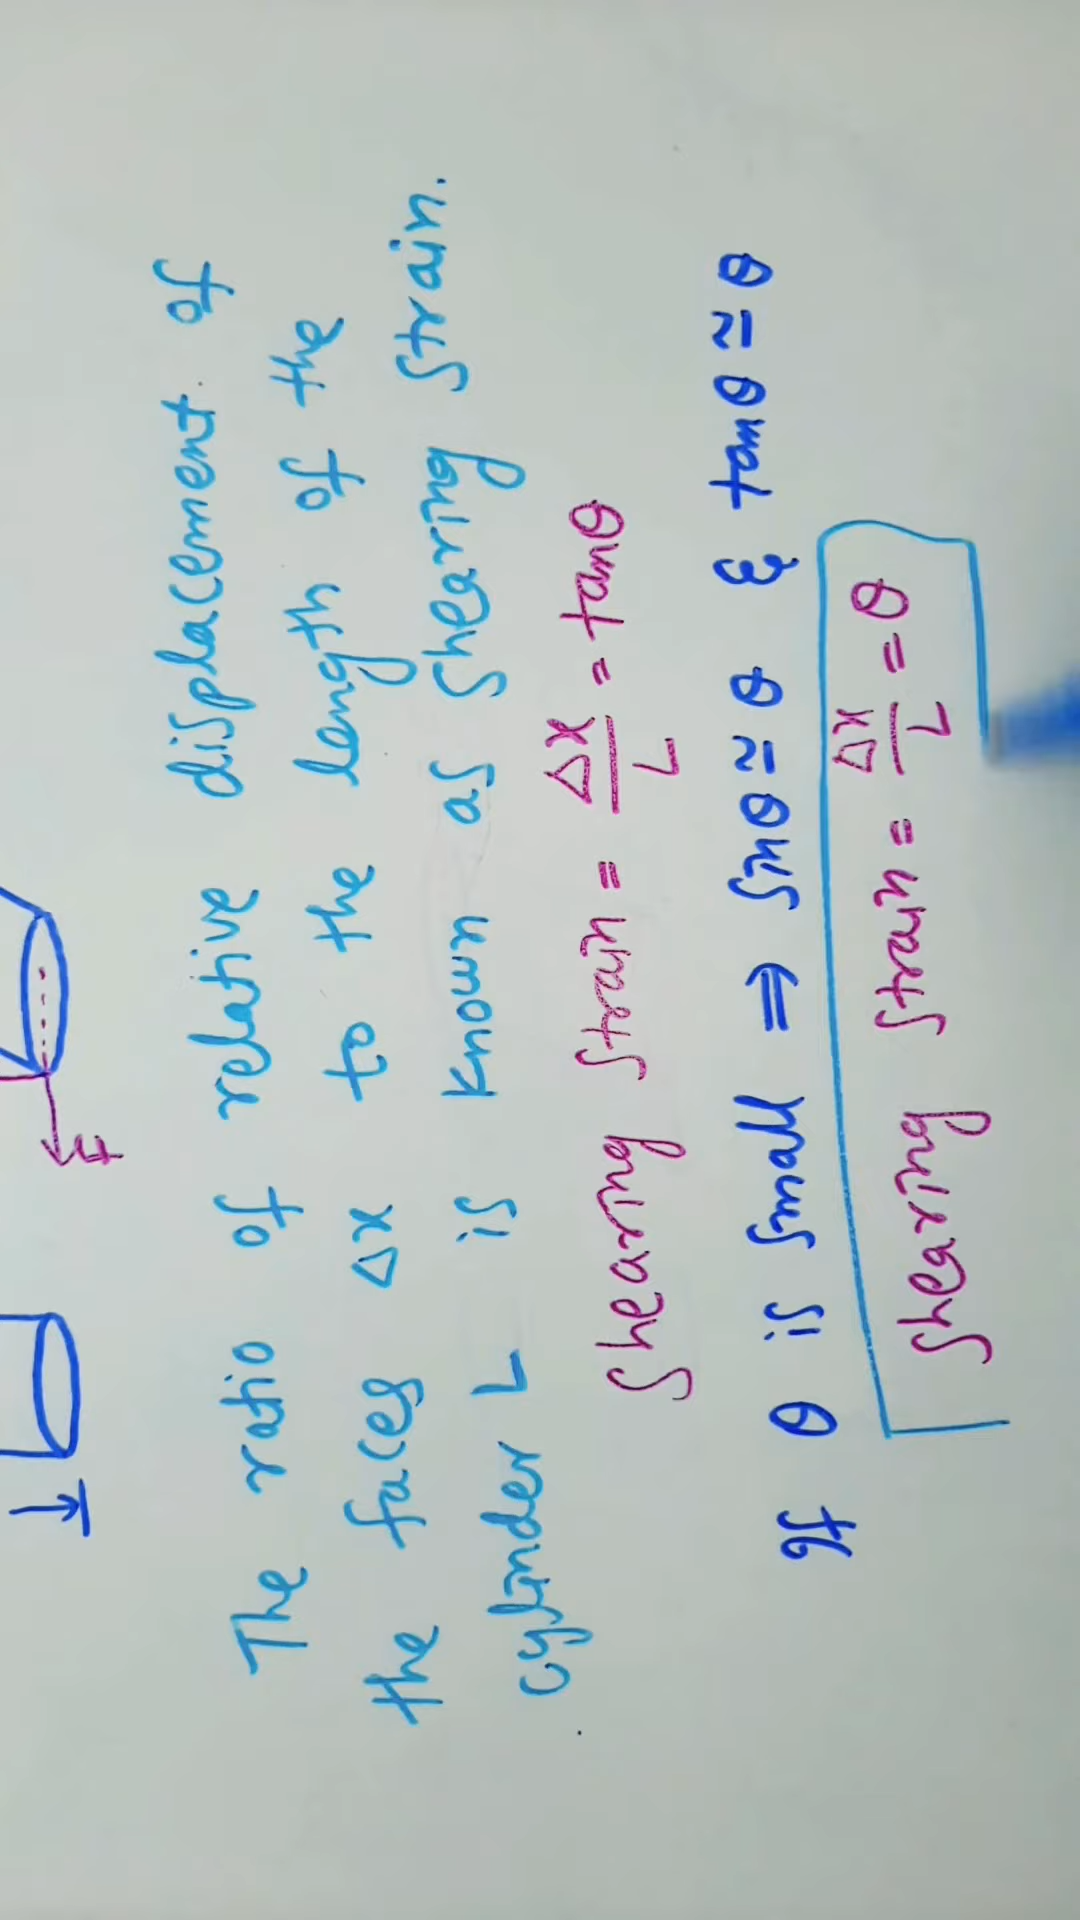 F
The ratio of relative displacement of
the faces Δx to the length of the
cylinder L is known as Shearing Strain.
Shearing Strain = Δx/L = tanθ
If θ is Small ⇒ Sinθ ≈ θ & tanθ ≈ θ
Shearing Strain = Δx/L = θ